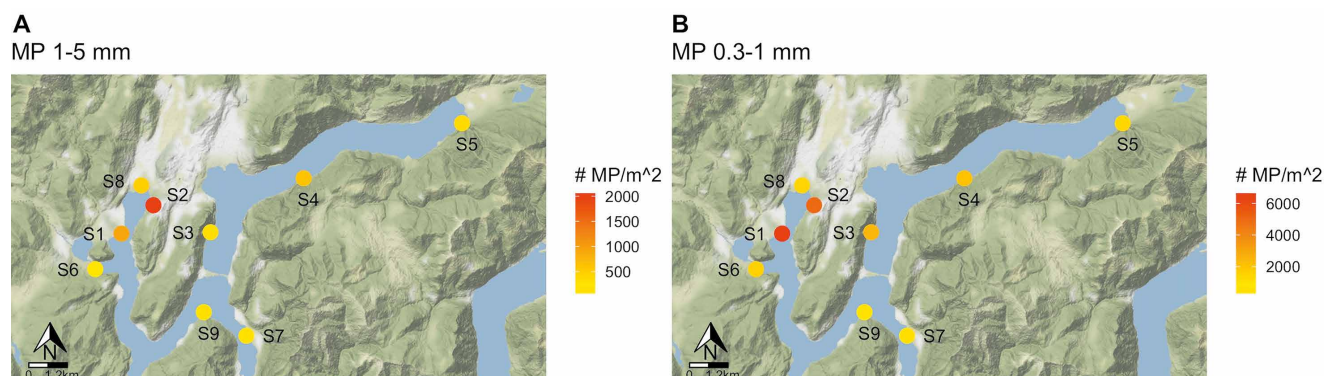 A
MP 1-5 mm
S5
S8
S2
S4
S1
S3
S6
S9
S7
N
0 1.2km
# MP/m^2
2000
1500
1000
500
B
MP 0.3-1 mm
S5
S8
S2
S4
S1
S3
S6
S9
S7
N
0 1.2km
# MP/m^2
6000
4000
2000